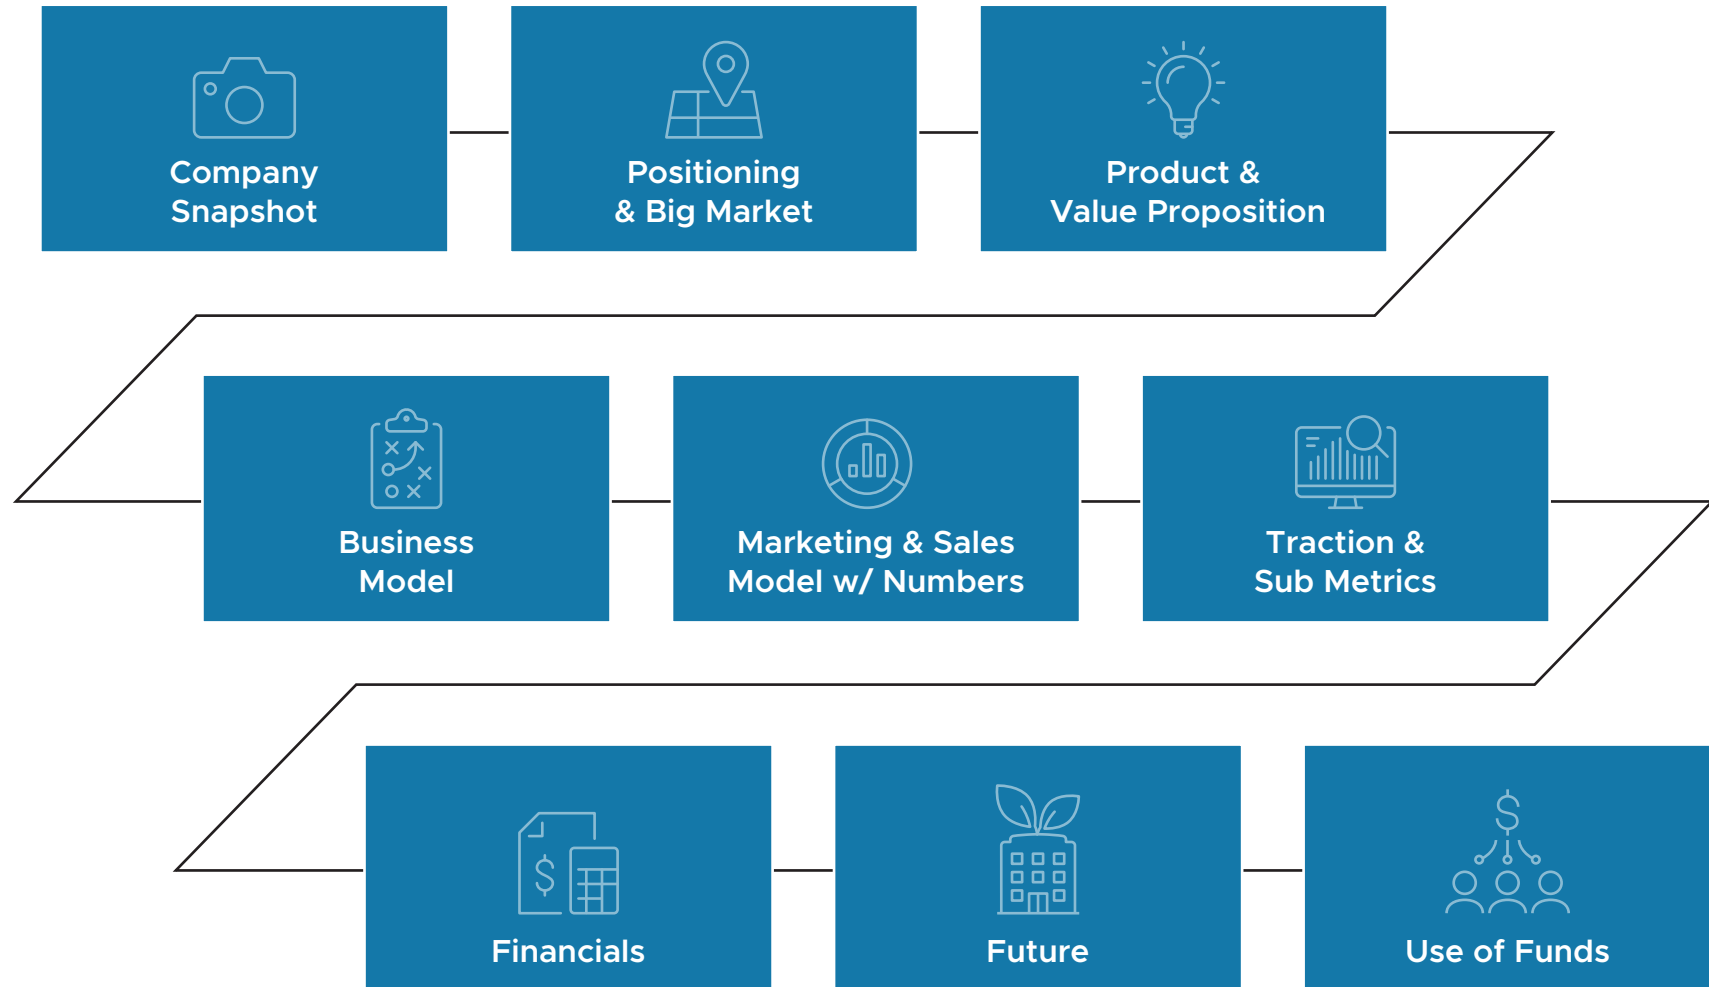 Company
Snapshot
Positioning
& Big Market
Product &
Value Proposition
Business
Model
Marketing & Sales
Model w/ Numbers
Traction &
Sub Metrics
$
Financials
Future
$
Use of Funds